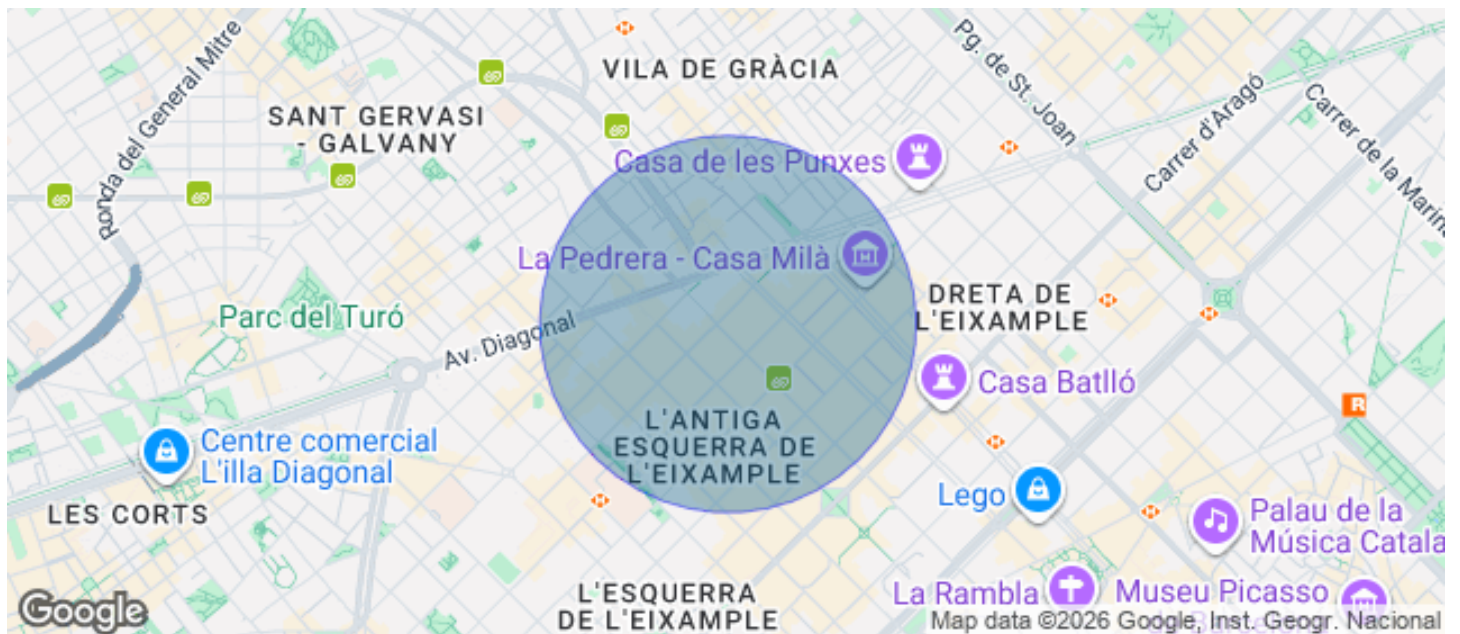 Ronda del General Mitre
SANT GERVASI
- GALVANY
VILA DE GRÀCIA
Pg. de St. Joan
Carrer d'Aragó
Carrer de la Marina
Casa de les Punxes
La Pedrera - Casa Milà
DRETA DE
L'EIXAMPLE
Parc del Turó
Av. Diagonal
Casa Batlló
L'ANTIGA
ESQUERRA DE
L'EIXAMPLE
Centre comercial
L'illa Diagonal
LES CORTS
Lego
Palau de la
Música Catala
L'ESQUERRA
DE L'EIXAMPLE
La Rambla
Museu Picasso
Google
Map data ©2026 Google, Inst. Geogr. Nacional